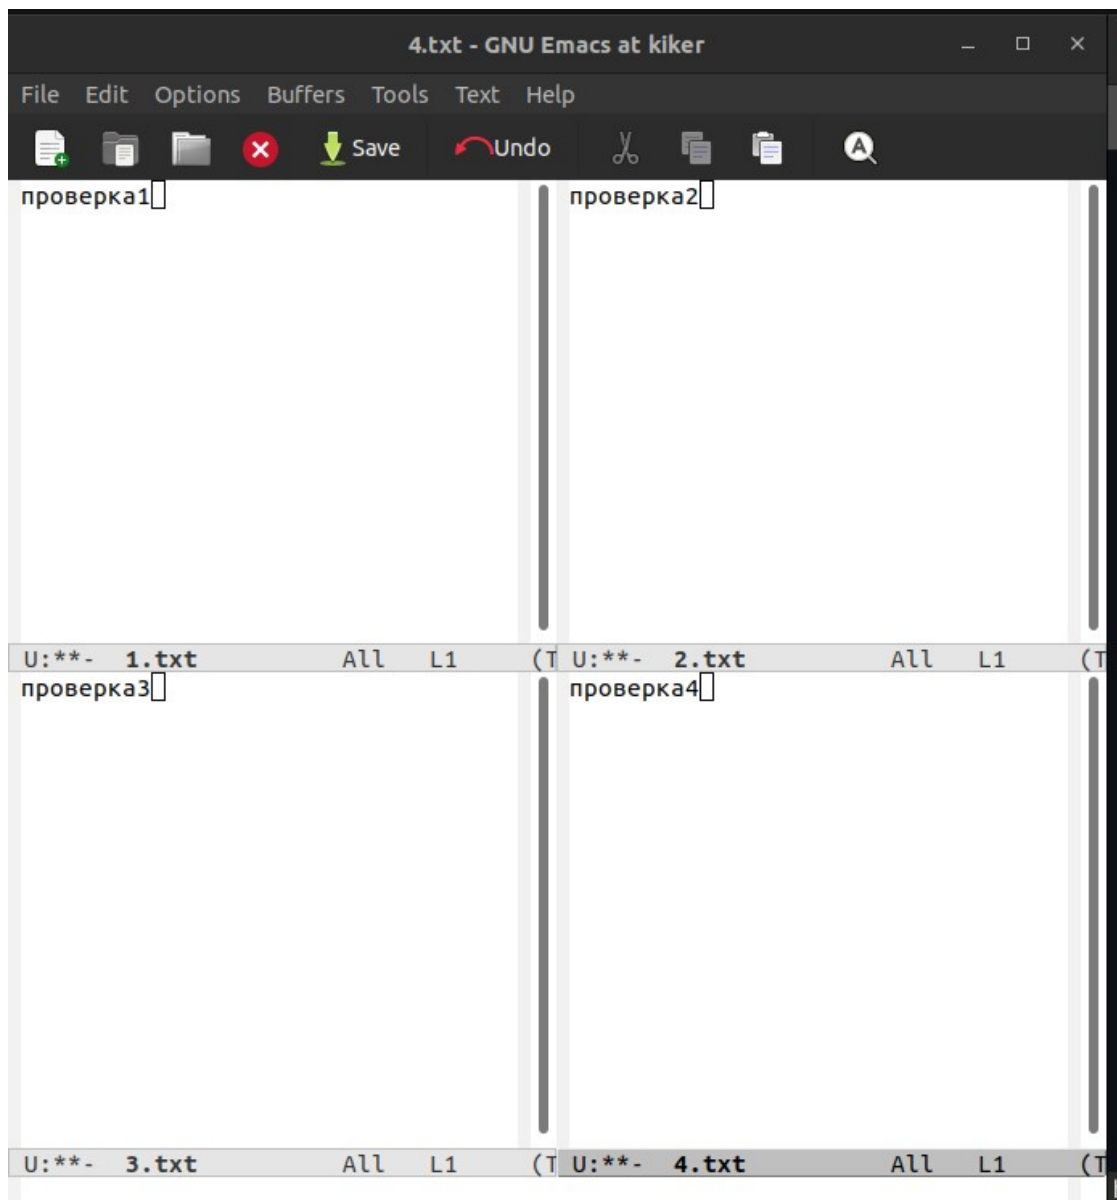 4.txt - GNU Emacs at kiker
File Edit Options Buffers Tools Text Help
Save Undo
проверка1
проверка2
U:**- 1.txt All L1 (T
U:**- 2.txt All L1 (T
проверка3
проверка4
U:**- 3.txt All L1 (T
U:**- 4.txt All L1 (T